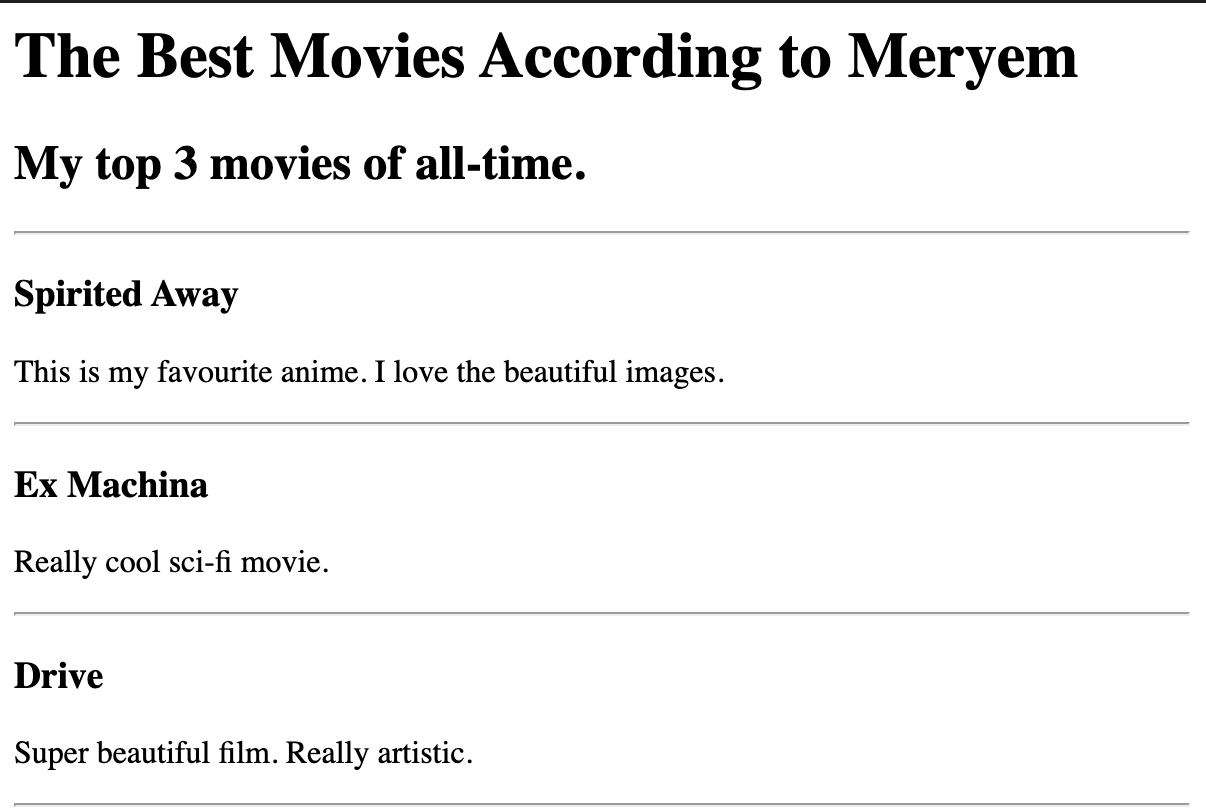 The Best Movies According to Meryem
My top 3 movies of all-time.
Spirited Away
This is my favourite anime. I love the beautiful images.
Ex Machina
Really cool sci-fi movie.
Drive
Super beautiful film. Really artistic.